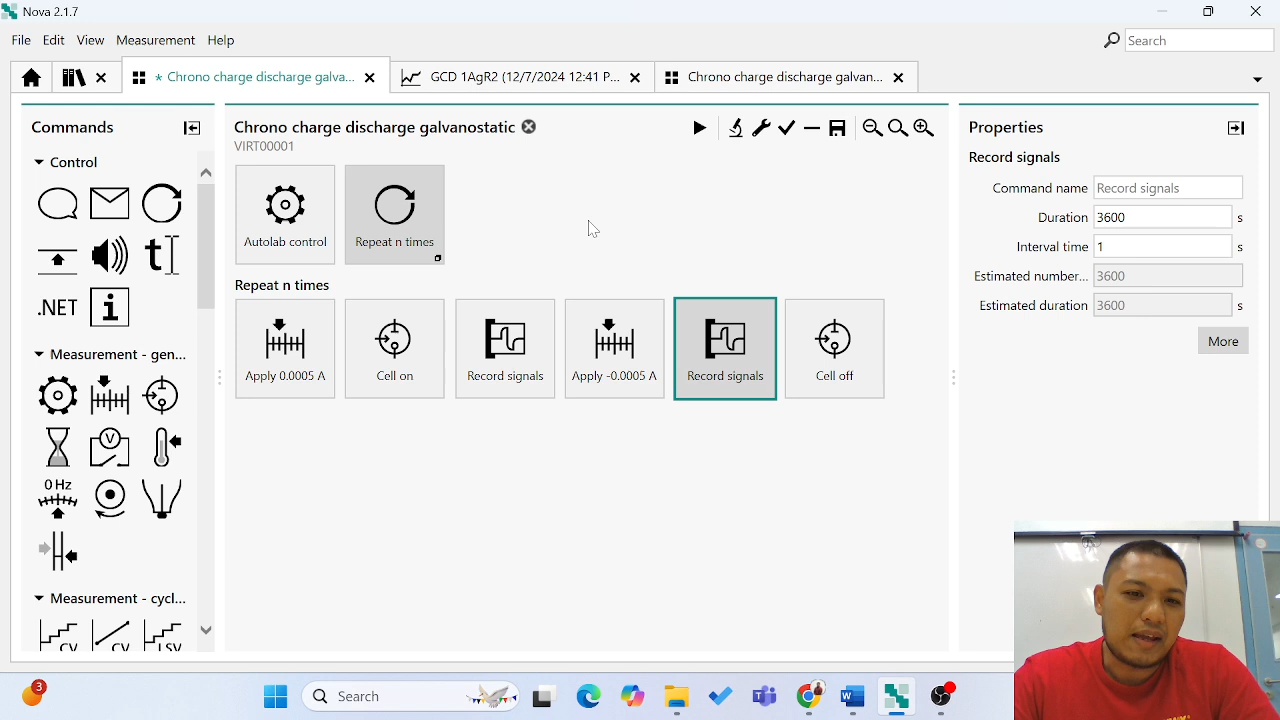 Nova 2.1.7
File Edit View Measurement Help
Search
* Chrono charge discharge galva...
GCD 1AgR2 (12/7/2024 12:41 P...
Chrono charge discharge galvan...
Commands
Control
.NET
Measurement - gen...
V
0 Hz
Measurement - cycl...
CV
CV
LSV
Chrono charge discharge galvanostatic
VIRT00001
Autolab control
Repeat n times
Repeat n times
Apply 0.0005 A
Cell on
Record signals
Apply -0.0005 A
Record signals
Cell off
Properties
Record signals
Command name Record signals
Duration 3600 s
Interval time 1 s
Estimated number... 3600
Estimated duration 3600 s
More
3
Search